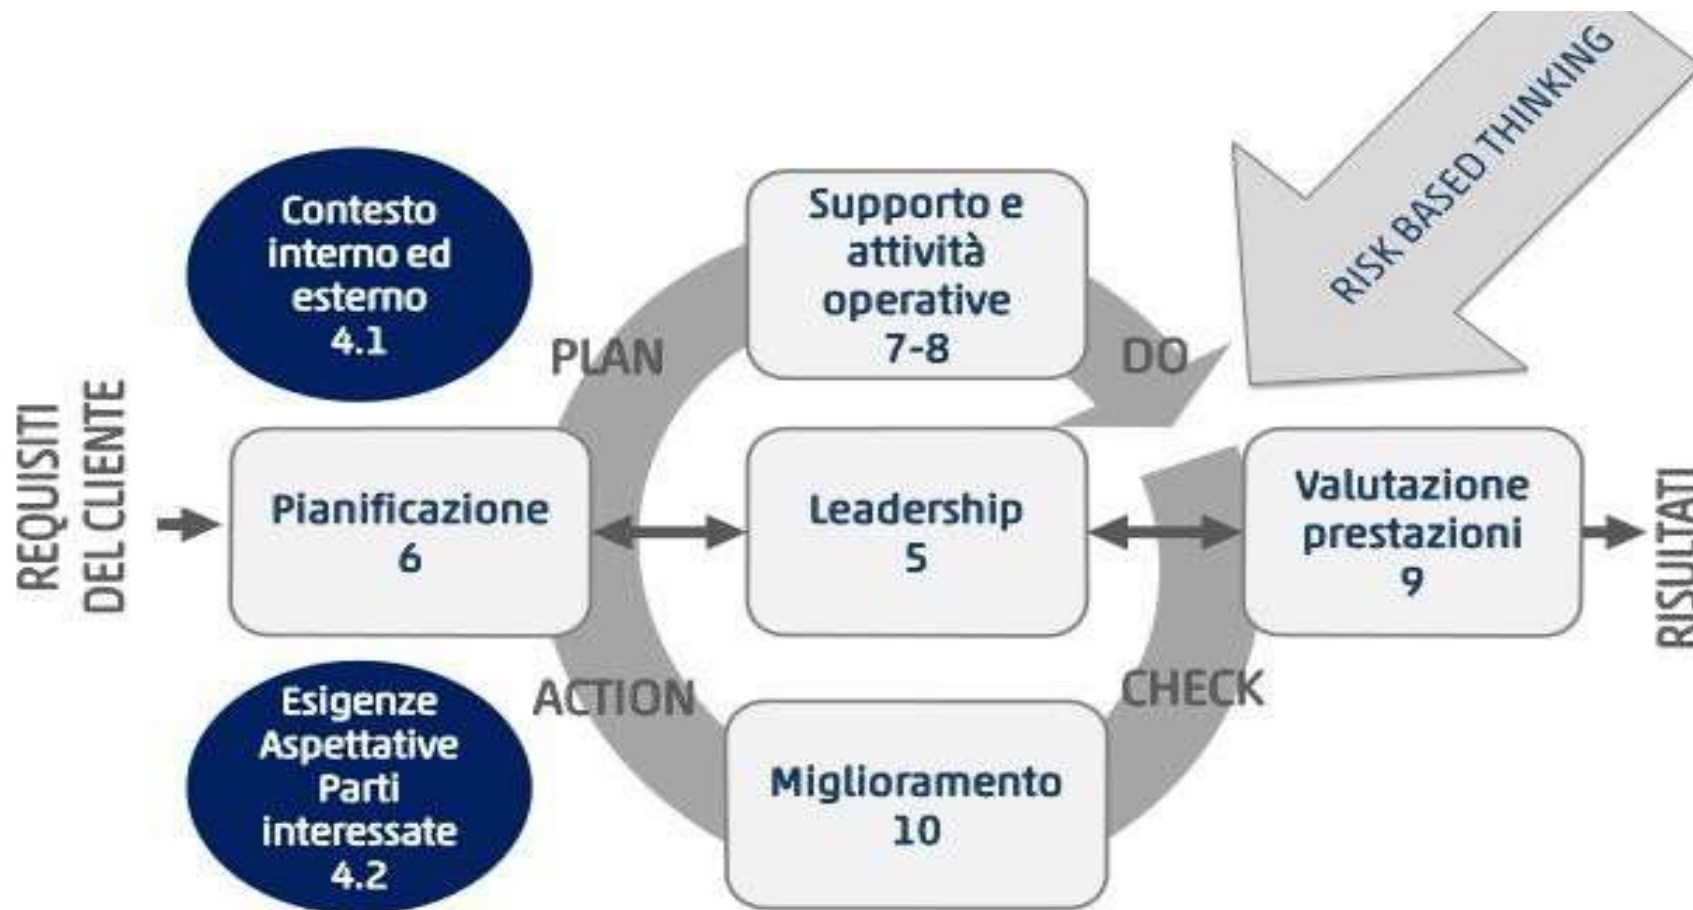 RISK BASED THINKING
Contesto
interno ed
esterno
4.1
Supporto e
attività
operative
7-8
PLAN
DO
REQUISITI
DEL CLIENTE
Pianificazione
6
Leadership
5
Valutazione
prestazioni
9
RISULTATI
Esigenze
Aspettative
Parti
interessate
4.2
ACTION
CHECK
Miglioramento
10